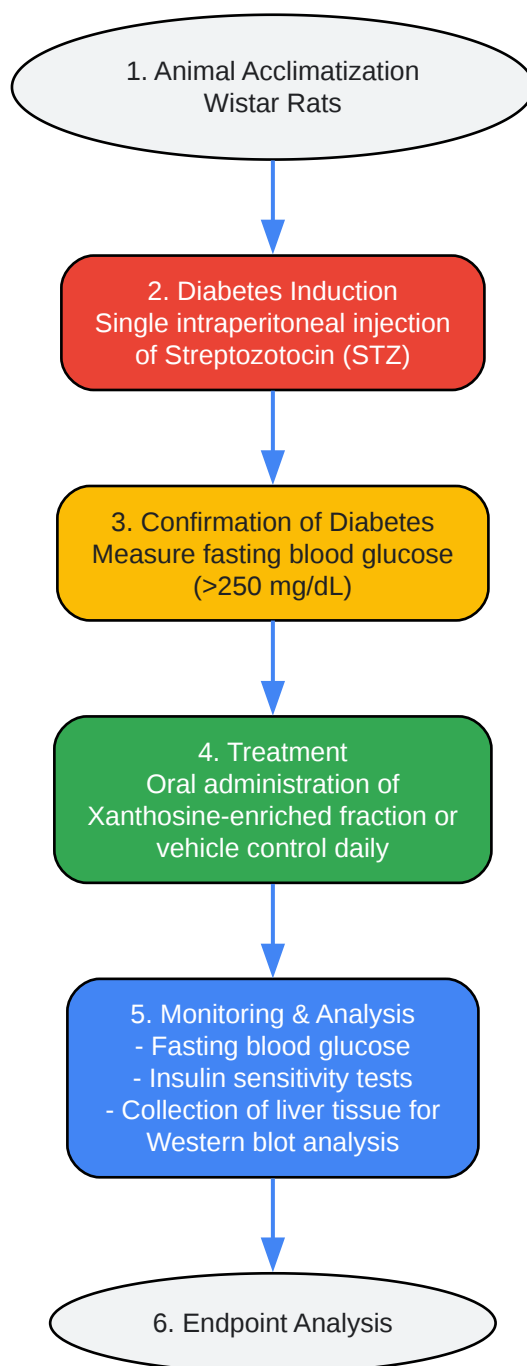 1. Animal Acclimatization
Wistar Rats
2. Diabetes Induction
Single intraperitoneal injection
of Streptozotocin (STZ)
3. Confirmation of Diabetes
Measure fasting blood glucose
(>250 mg/dL)
4. Treatment
Oral administration of
Xanthosine-enriched fraction or
vehicle control daily
5. Monitoring & Analysis
- Fasting blood glucose
- Insulin sensitivity tests
- Collection of liver tissue for
Western blot analysis
6. Endpoint Analysis